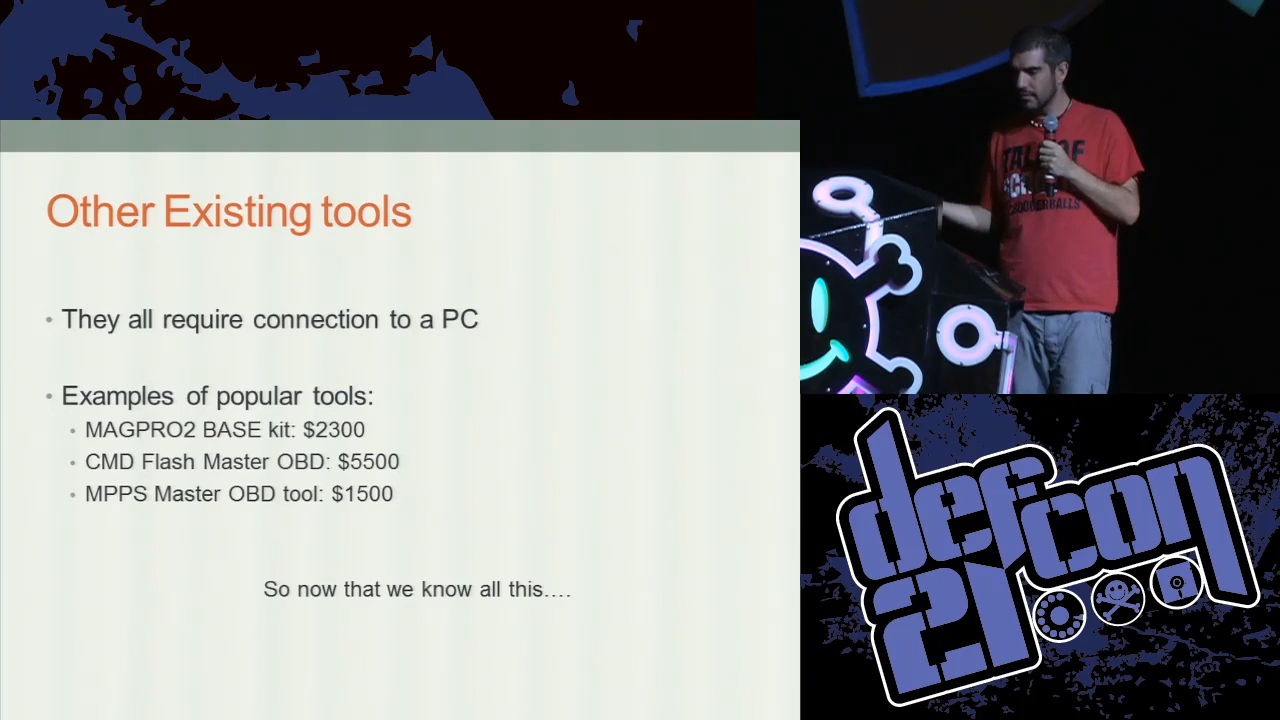 Other Existing tools
• They all require connection to a PC
• Examples of popular tools:
• MAGPRO2 BASE kit: $2300
• CMD Flash Master OBD: $5500
• MPPS Master OBD tool: $1500
So now that we know all this....
defcon
21